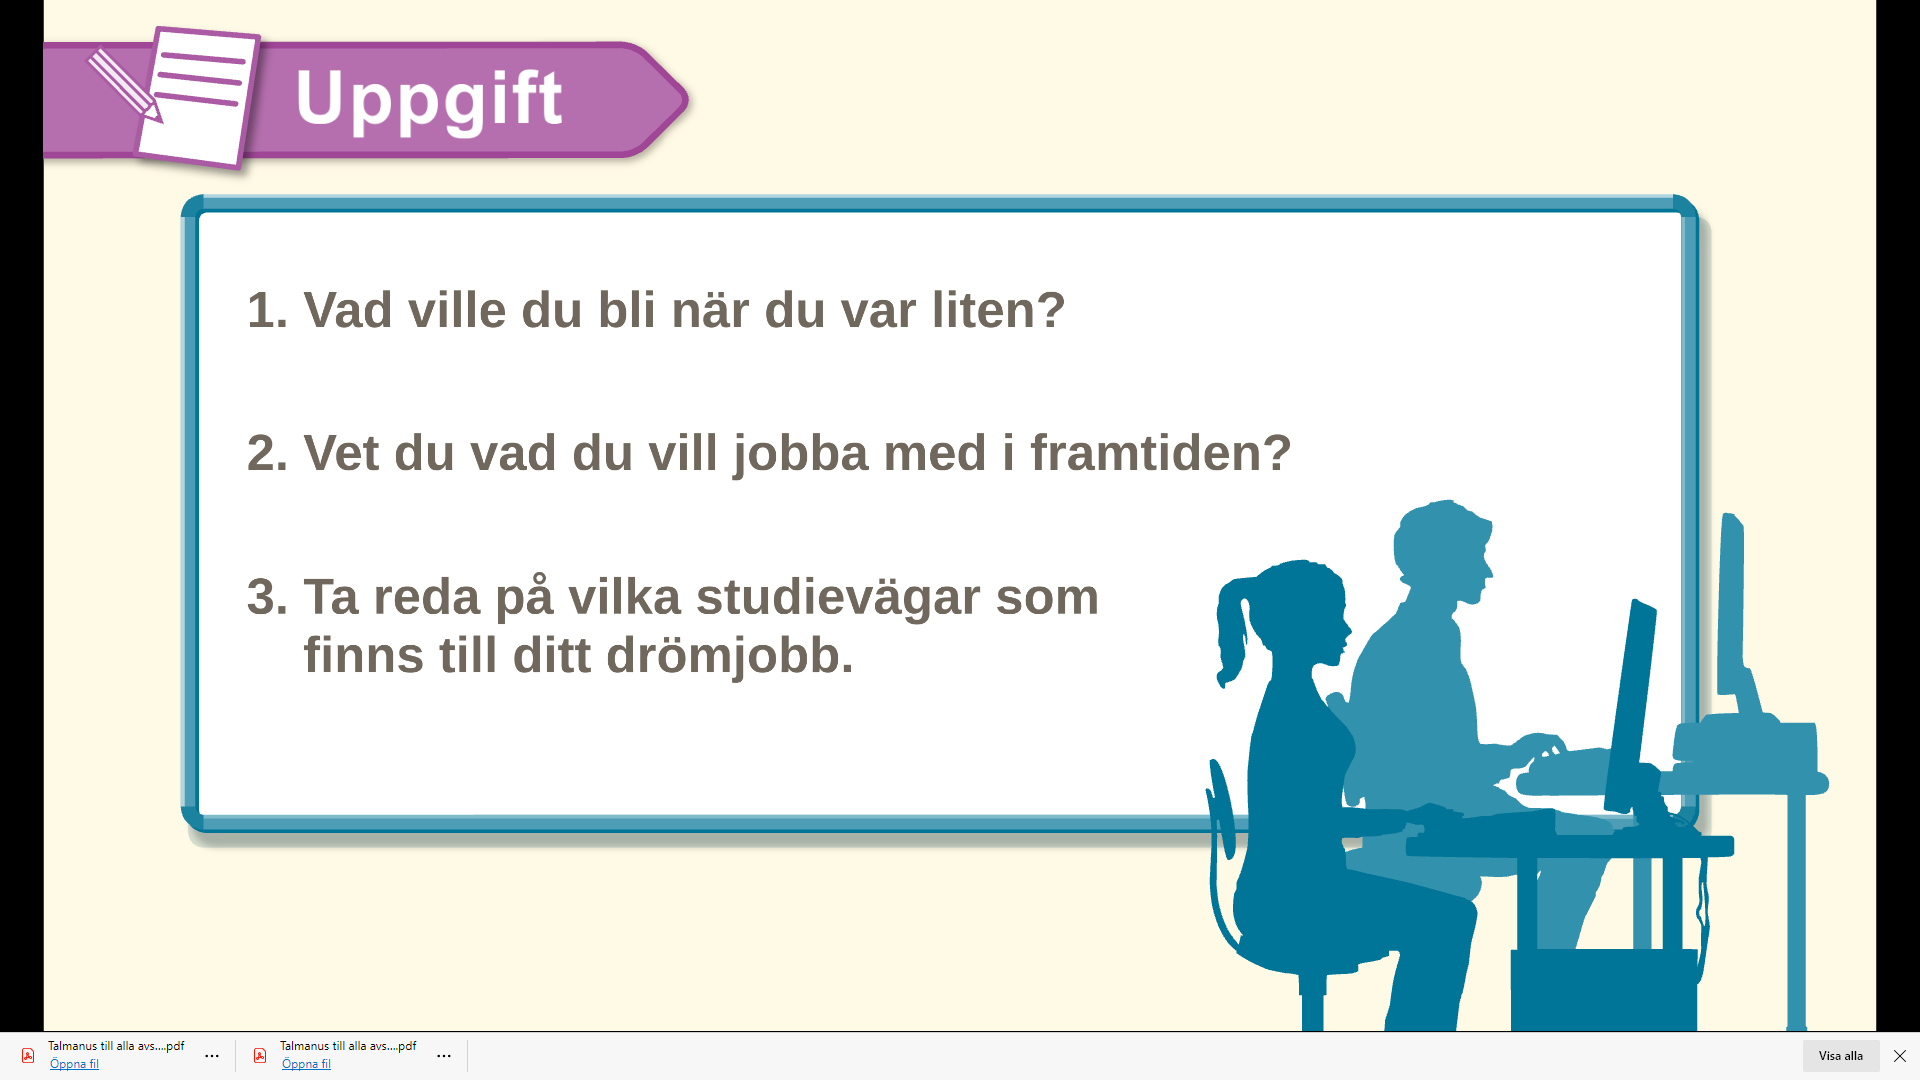 Uppgift
1. Vad ville du bli när du var liten?
2. Vet du vad du vill jobba med i framtiden?
3. Ta reda på vilka studievägar som
finns till ditt drömjobb.
Talmanus till alla avs....pdf
Öppna fil
Talmanus till alla avs....pdf
Öppna fil
Visa alla